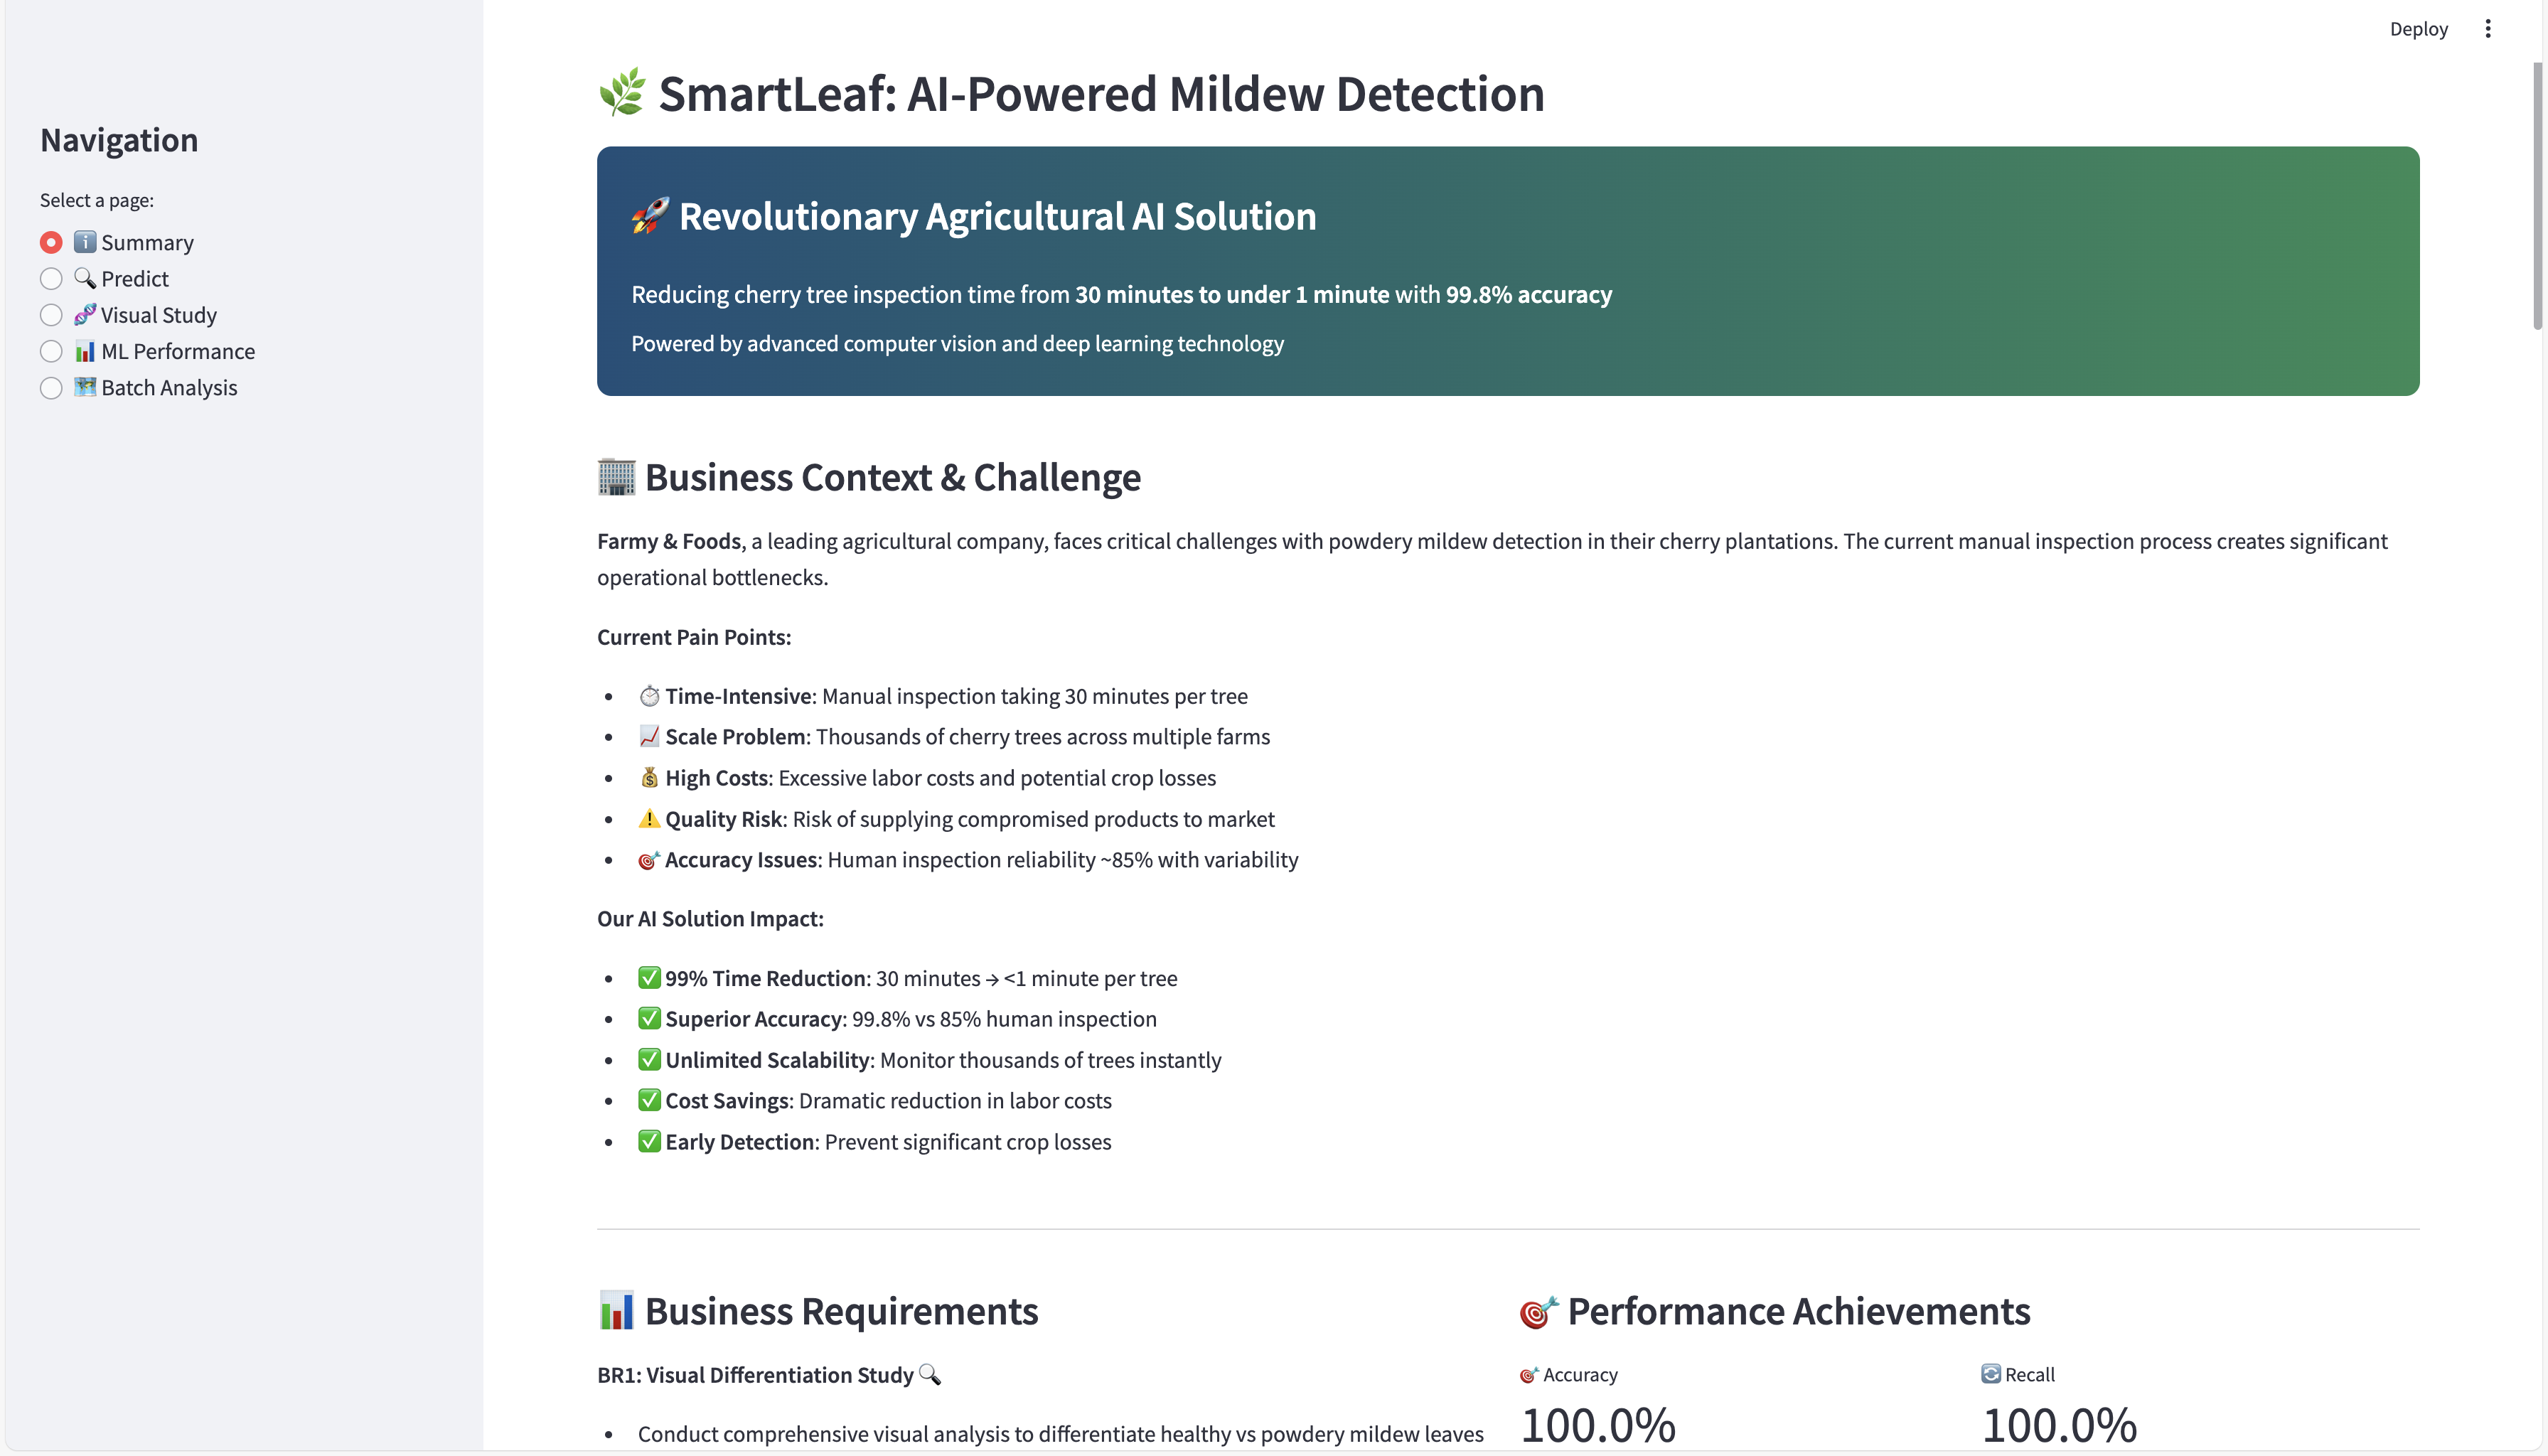 Deploy
Navigation
Select a page:
Summary
Predict
Visual Study
ML Performance
Batch Analysis
SmartLeaf: AI-Powered Mildew Detection
Revolutionary Agricultural AI Solution
Reducing cherry tree inspection time from 30 minutes to under 1 minute with 99.8% accuracy
Powered by advanced computer vision and deep learning technology
Business Context & Challenge
Farmy & Foods, a leading agricultural company, faces critical challenges with powdery mildew detection in their cherry plantations. The current manual inspection process creates significant
operational bottlenecks.
Current Pain Points:
Time-Intensive: Manual inspection taking 30 minutes per tree
Scale Problem: Thousands of cherry trees across multiple farms
High Costs: Excessive labor costs and potential crop losses
Quality Risk: Risk of supplying compromised products to market
Accuracy Issues: Human inspection reliability ~85% with variability
Our AI Solution Impact:
99% Time Reduction: 30 minutes → <1 minute per tree
Superior Accuracy: 99.8% vs 85% human inspection
Unlimited Scalability: Monitor thousands of trees instantly
Cost Savings: Dramatic reduction in labor costs
Early Detection: Prevent significant crop losses
Business Requirements
BR1: Visual Differentiation Study
Conduct comprehensive visual analysis to differentiate healthy vs powdery mildew leaves
Performance Achievements
Accuracy
100.0%
Recall
100.0%